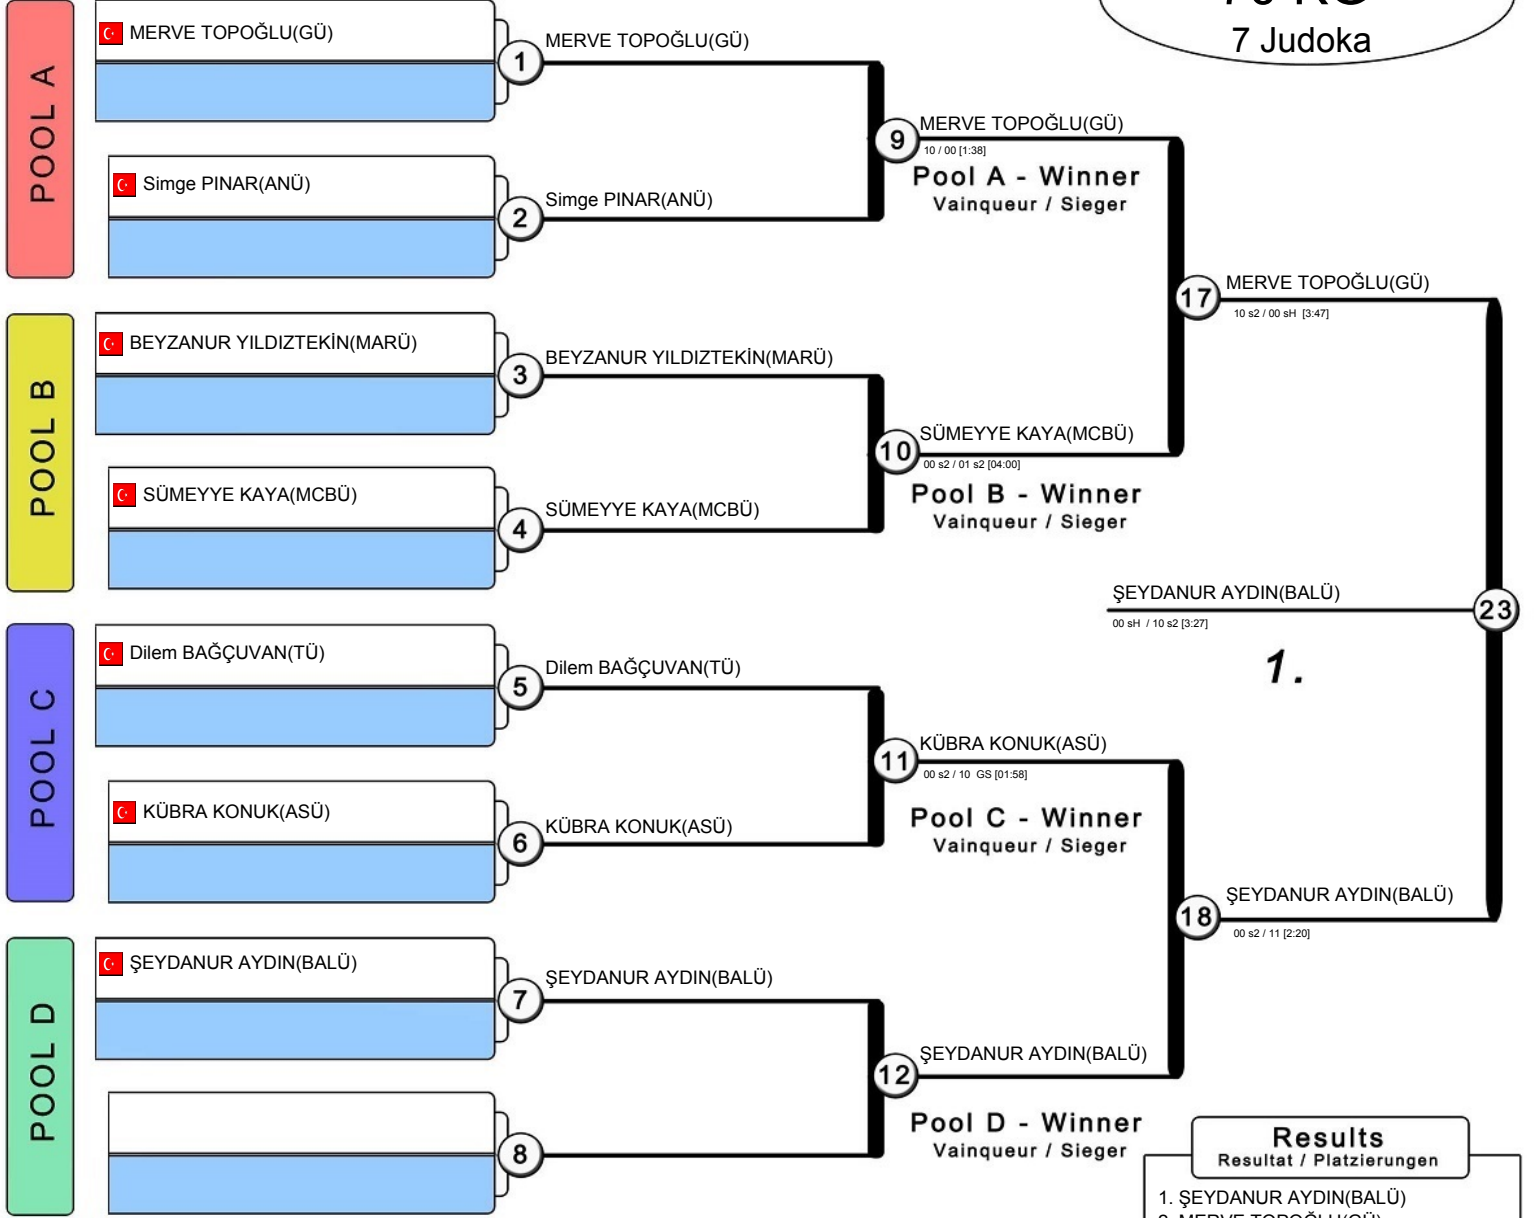 7 Judoka
POOL A
MERVE TOPOĞLU(GÜ)
1
MERVE TOPOĞLU(GÜ)
Simge PINAR(ANÜ)
2
Simge PINAR(ANÜ)
9
MERVE TOPOĞLU(GÜ)
10 / 00 [1:38]
Pool A - Winner
Vainqueur / Sieger
POOL B
BEYZANUR YILDIZTEKİN(MARÜ)
3
BEYZANUR YILDIZTEKİN(MARÜ)
SÜMEYYE KAYA(MCBÜ)
4
SÜMEYYE KAYA(MCBÜ)
10
SÜMEYYE KAYA(MCBÜ)
00 s2 / 01 s2 [04:00]
Pool B - Winner
Vainqueur / Sieger
17
MERVE TOPOĞLU(GÜ)
10 s2 / 00 sH [3:47]
POOL C
Dilem BAĞÇUVAN(TÜ)
5
Dilem BAĞÇUVAN(TÜ)
KÜBRA KONUK(ASÜ)
6
KÜBRA KONUK(ASÜ)
11
KÜBRA KONUK(ASÜ)
00 s2 / 10 GS [01:58]
Pool C - Winner
Vainqueur / Sieger
POOL D
ŞEYDANUR AYDIN(BALÜ)
7
ŞEYDANUR AYDIN(BALÜ)
8
12
ŞEYDANUR AYDIN(BALÜ)
Pool D - Winner
Vainqueur / Sieger
18
ŞEYDANUR AYDIN(BALÜ)
00 s2 / 11 [2:20]
ŞEYDANUR AYDIN(BALÜ)
23
00 sH / 10 s2 [3:27]
1.
Results
Resultat / Platzierungen
1. ŞEYDANUR AYDIN(BALÜ)
2. MERVE TOPOĞLU(GÜ)